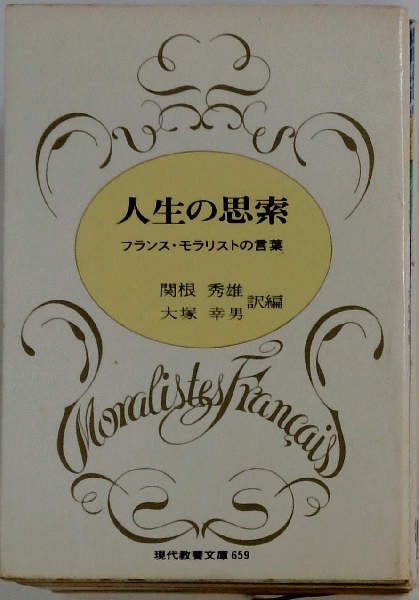 人生の思索
フランス・モラリストの言葉
関根 秀雄
大塚 幸男
訳編
Moralistes Français
現代教養文庫 659